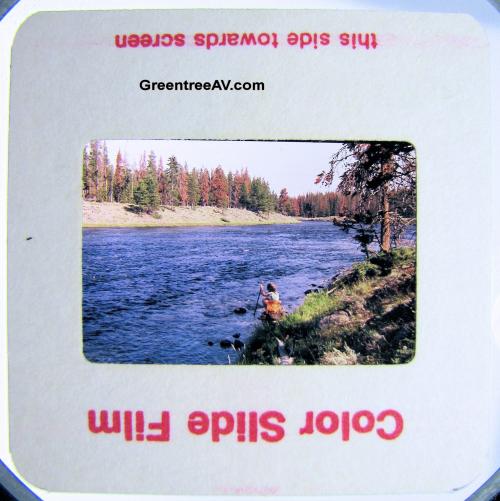 this side towards screen
GreentreeAV.com
Color Slide Film